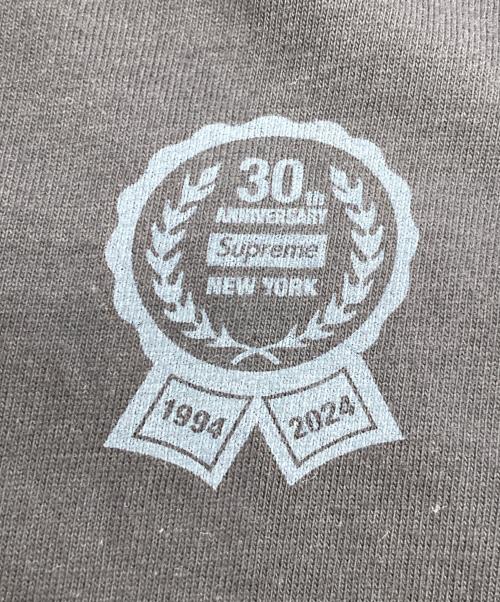 30th
ANNIVERSARY
Supreme
NEW YORK
1994
2024